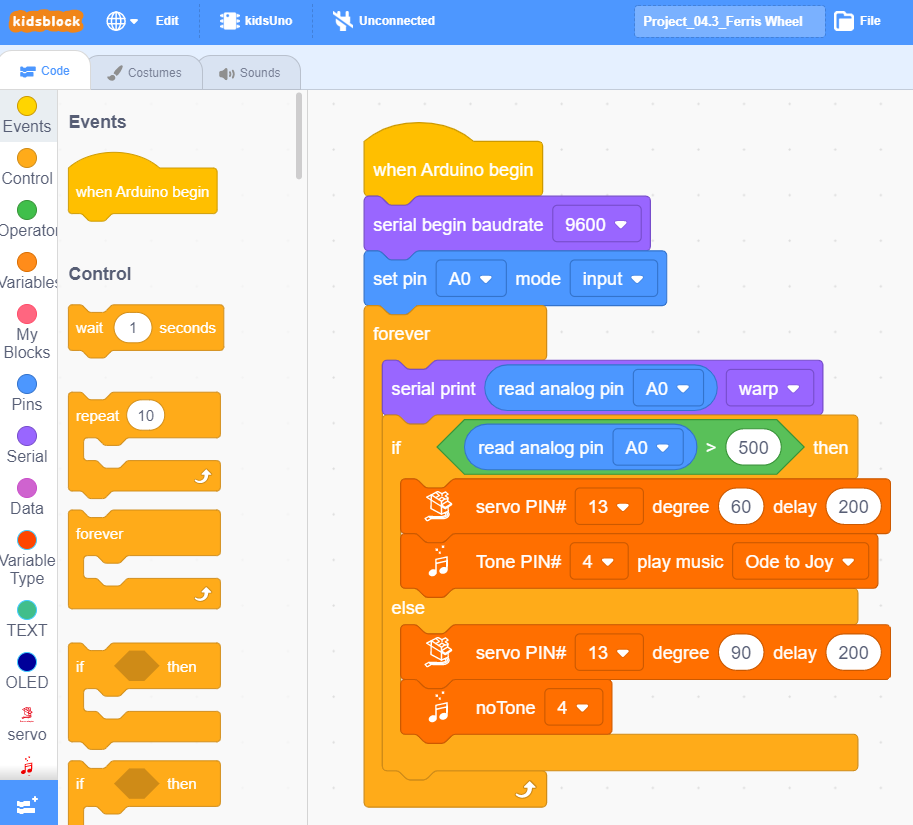 kidsblock Edit kidsUno Unconnected Project_04.3_Ferris Wheel File
Code Costumes Sounds
Events
Control
Operator
Variables
My
Blocks
Pins
Serial
Data
Variable
Type
TEXT
OLED
servo
Events
when Arduino begin
Control
wait 1 seconds
repeat 10
forever
if then
if then
when Arduino begin
serial begin baudrate 9600
set pin A0 mode input
forever
serial print read analog pin A0 warp
if read analog pin A0 > 500 then
servo PIN# 13 degree 60 delay 200
Tone PIN# 4 play music Ode to Joy
else
servo PIN# 13 degree 90 delay 200
noTone 4